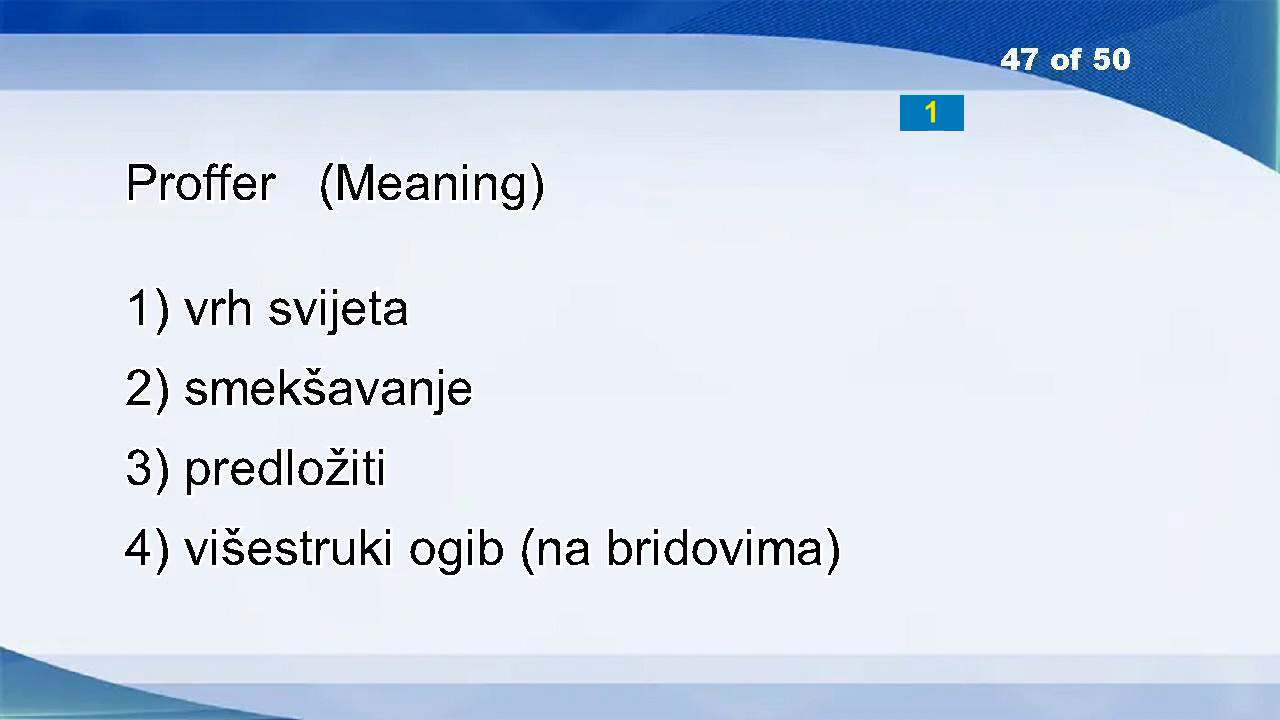 47 of 50
1
Proffer (Meaning)
1) vrh svijeta
2) smekšavanje
3) predložiti
4) višestruki ogib (na bridovima)